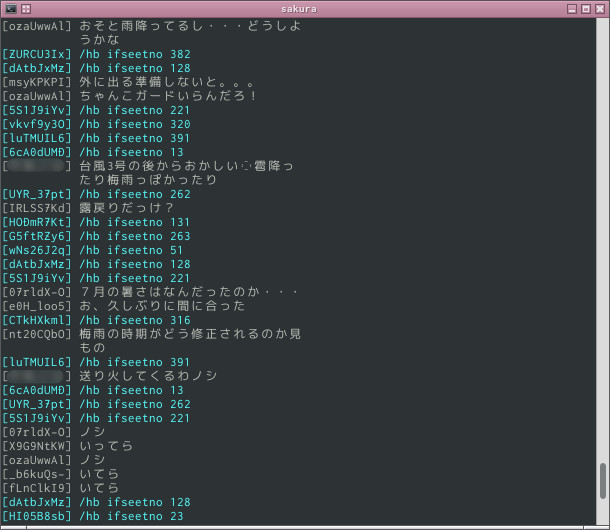 sakura
[ozaUwwAl] おそと雨降ってるし・・・どうしよ
うかな
[ZURCU3Ix] /hb ifseetno 382
[dAtbJxMz] /hb ifseetno 128
[msyKPKPI] 外に出る準備しないと。。。
[ozaUwwAl] ちゃんこガードいらんだろ！
[5S1J9iYv] /hb ifseetno 221
[vkvf9y3O] /hb ifseetno 320
[luTMUIL6] /hb ifseetno 391
[6cA0dUMD] /hb ifseetno 13
[ ] 台風3号の後からおかしい 雹降っ
たり梅雨っぽかったり
[UYR_37pt] /hb ifseetno 262
[IRLSS7Kd] 露戻りだっけ？
[HODmR7Kt] /hb ifseetno 131
[G5ftRZy6] /hb ifseetno 263
[wNs26J2q] /hb ifseetno 51
[dAtbJxMz] /hb ifseetno 128
[5S1J9iYv] /hb ifseetno 221
[07rldX-O] ７月の暑さはなんだったのか・・・
[e0H_loo5] お、久しぶりに間に合った
[CTkHXkml] /hb ifseetno 316
[nt20CQbO] 梅雨の時期がどう修正されるのか見
もの
[luTMUIL6] /hb ifseetno 391
[ ] 送り火してくるわノシ
[6cA0dUMD] /hb ifseetno 13
[UYR_37pt] /hb ifseetno 262
[5S1J9iYv] /hb ifseetno 221
[07rldX-O] ノシ
[X9G9NtKW] いってら
[ozaUwwAl] ノシ
[_b6kuQs-] いてら
[fLnClkI9] いてら
[dAtbJxMz] /hb ifseetno 128
[HI05B8sb] /hb ifseetno 23